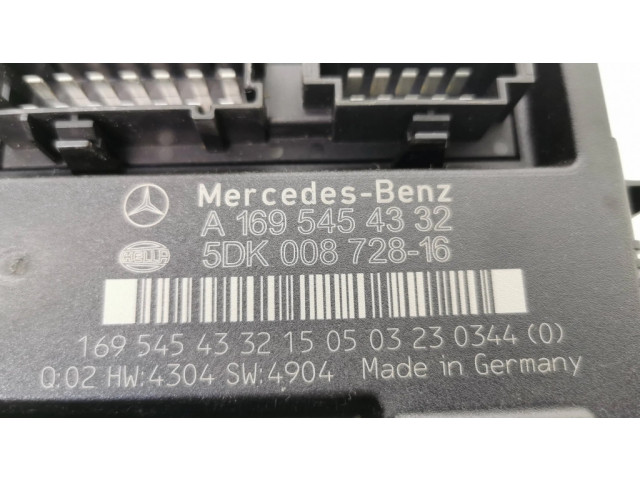 Mercedes-Benz
A 169 545 43 32
HELLA 5DK 008 728-16
169 545 43 32 15 05 03 23 0344 (0)
Q:02 HW:4304 SW:4904 Made in Germany